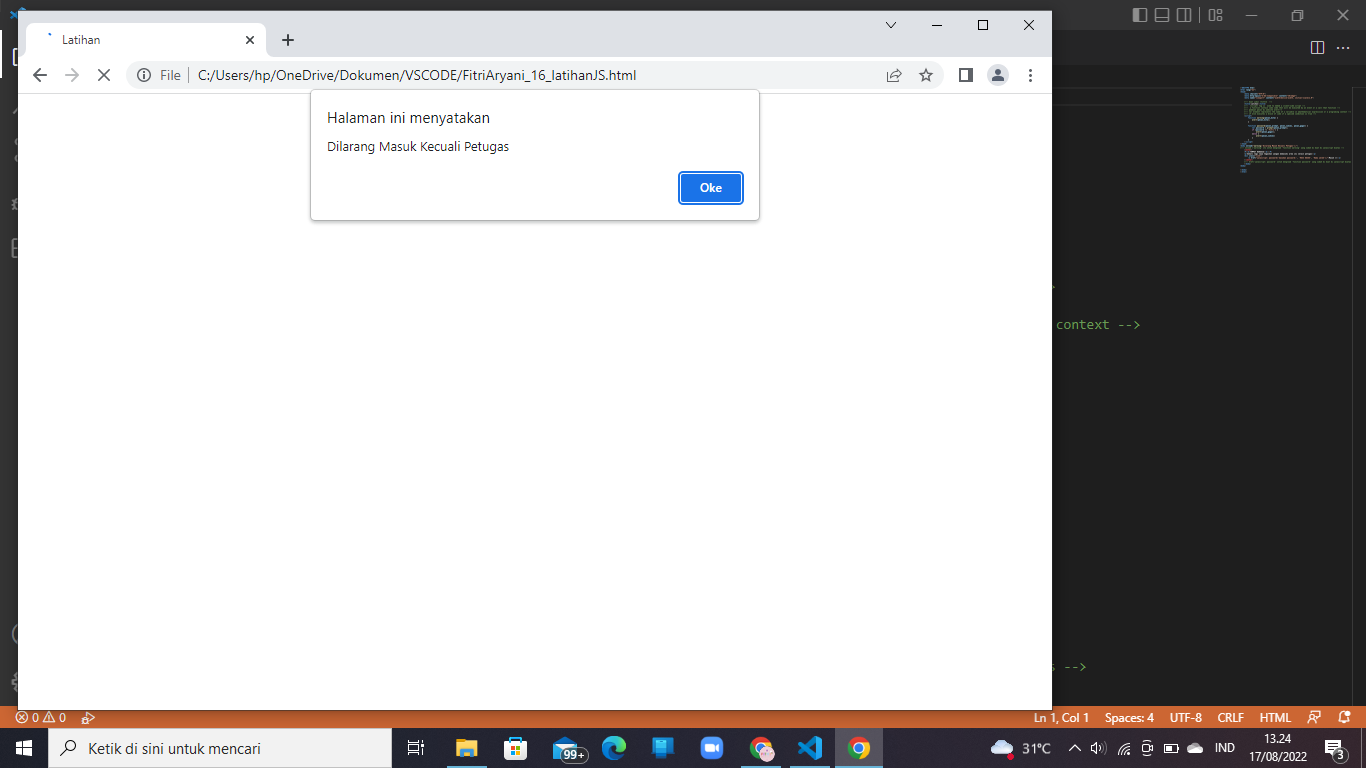 Latihan
File
C:/Users/hp/OneDrive/Dokumen/VSCODE/FitriAryani_16_latihanJS.html
Halaman ini menyatakan
Dilarang Masuk Kecuali Petugas
Oke
context -->
-->
0 0
Ln 1, Col 1 Spaces: 4 UTF-8 CRLF HTML
Ketik di sini untuk mencari
99+
31°C
IND
13.24
17/08/2022
3